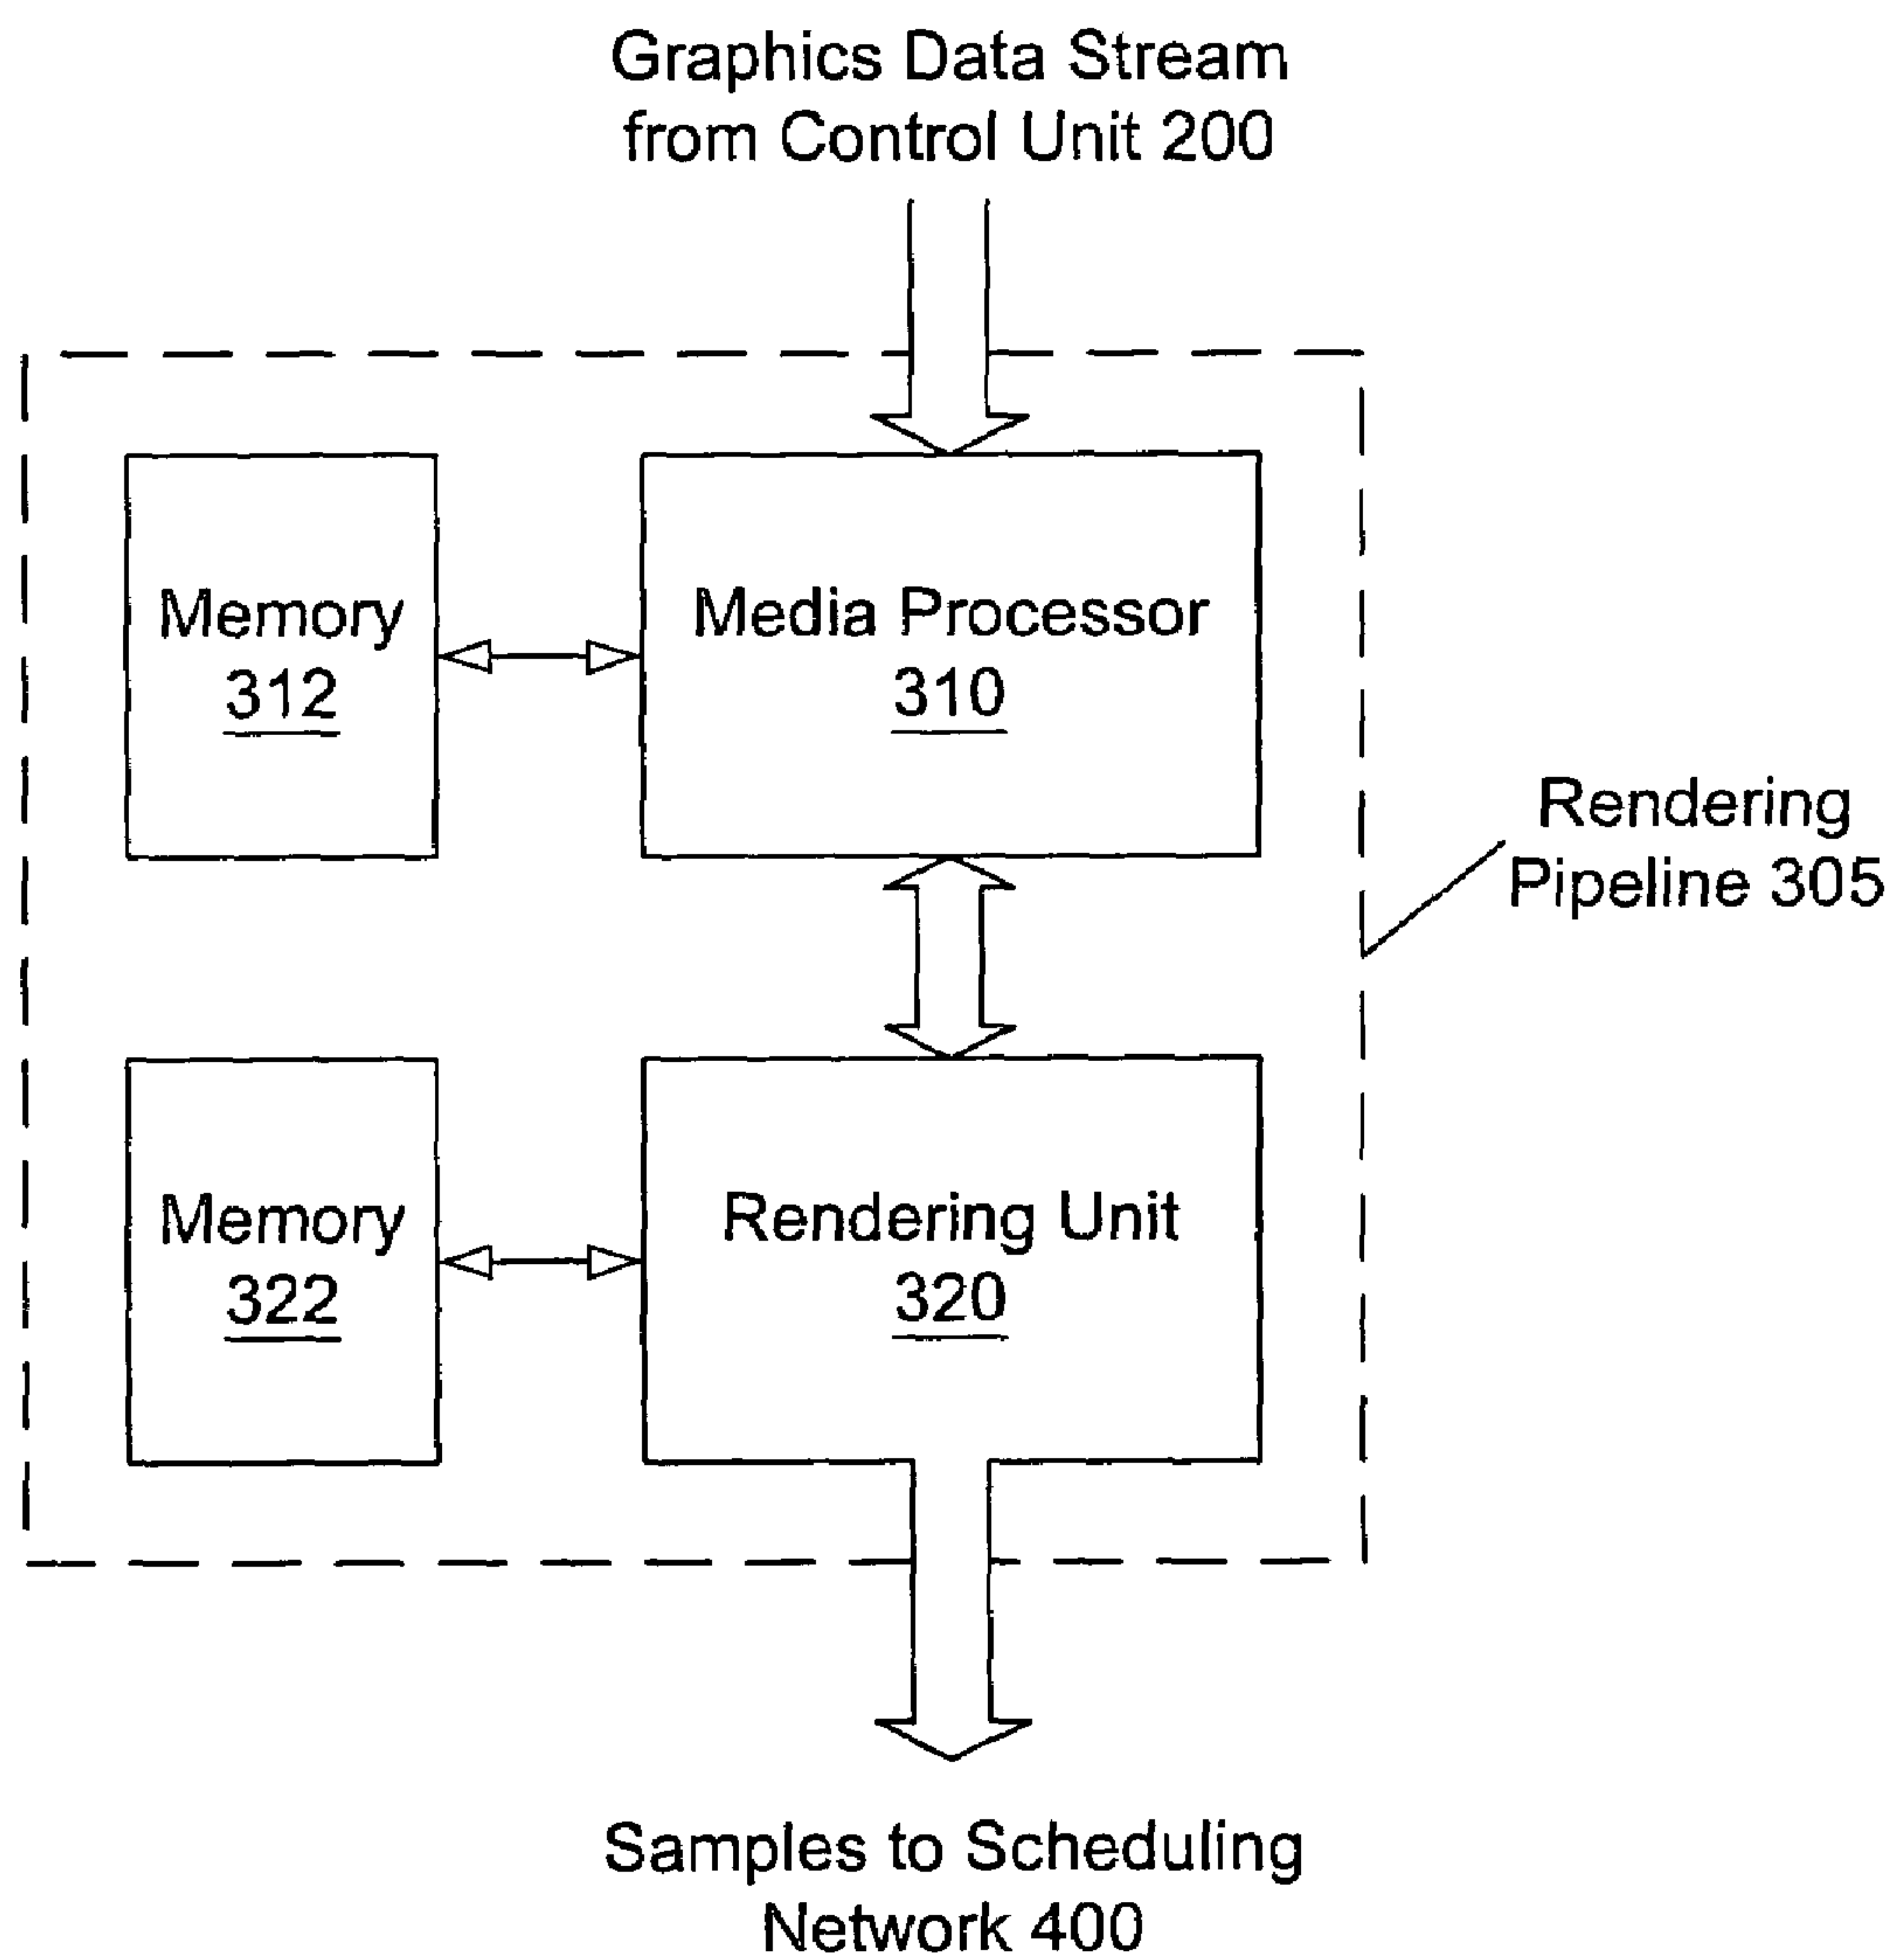 Graphics Data Stream
from Control Unit 200
Memory
312
Media Processor
310
Rendering
Pipeline 305
Memory
322
Rendering Unit
320
Samples to Scheduling
Network 400